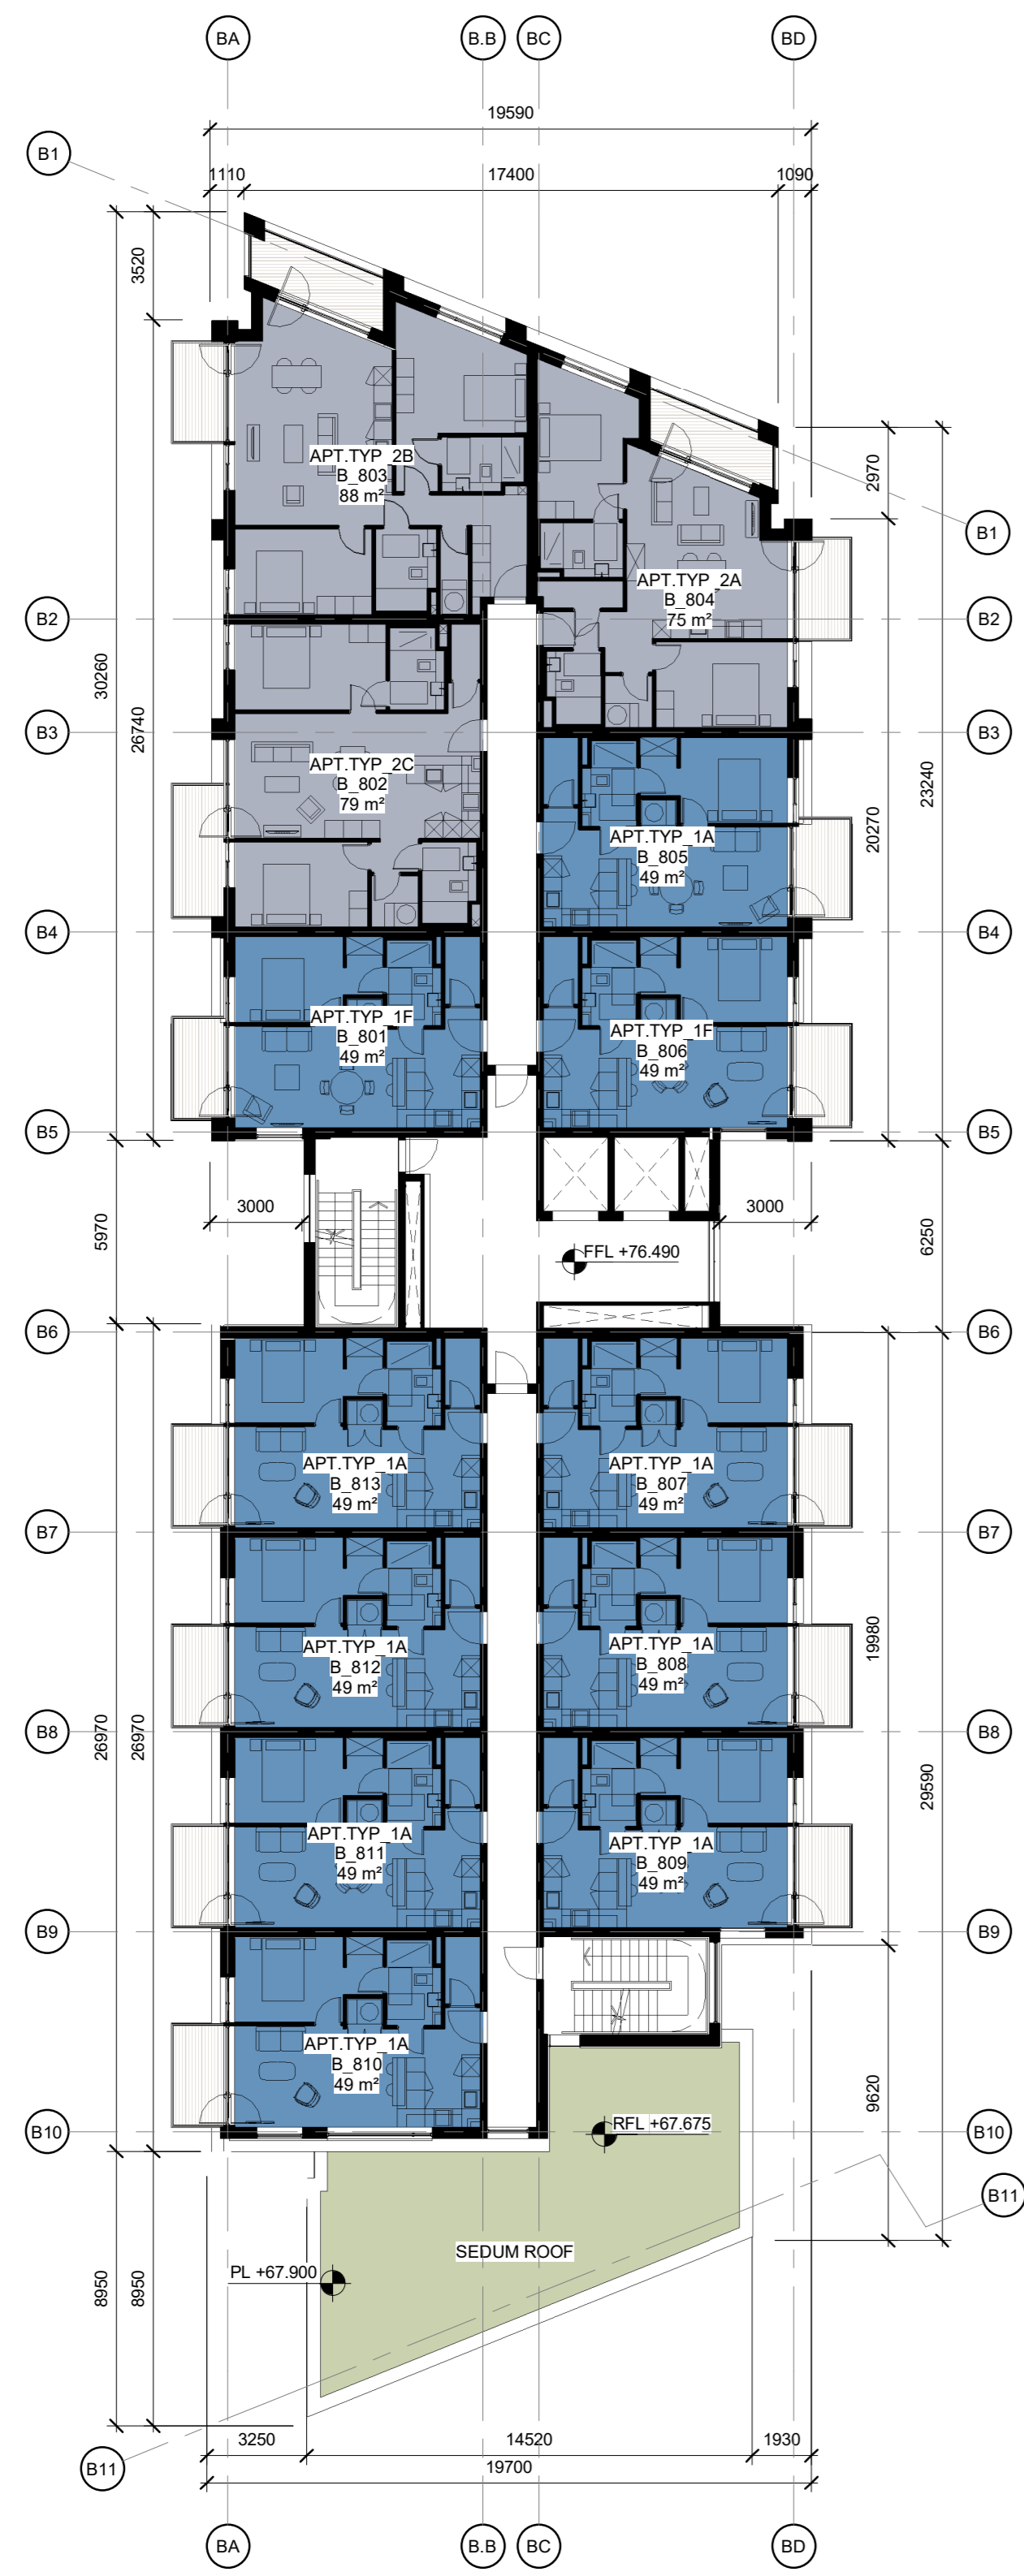 BA
B.B
BC
BD
19590
B1
1110
17400
1090
3520
APT.TYP_2B
B_803
88 m²
2970
B1
APT.TYP_2A
B_804
75 m²
B2
B2
30260
26740
B3
B3
APT.TYP_2C
B_802
79 m²
23240
20270
APT.TYP_1A
B_805
49 m²
B4
B4
APT.TYP_1F
B_801
49 m²
APT.TYP_1F
B_806
49 m²
B5
B5
3000
3000
5970
6250
FFL +76.490
B6
B6
APT.TYP_1A
B_813
49 m²
APT.TYP_1A
B_807
49 m²
B7
B7
APT.TYP_1A
B_812
49 m²
APT.TYP_1A
B_808
49 m²
19980
B8
B8
26970
26970
29590
APT.TYP_1A
B_811
49 m²
APT.TYP_1A
B_809
49 m²
B9
B9
APT.TYP_1A
B_810
49 m²
9620
B10
RFL +67.675
B10
B11
SEDUM ROOF
PL +67.900
8950
8950
3250
14520
1930
B11
19700
BA
B.B
BC
BD